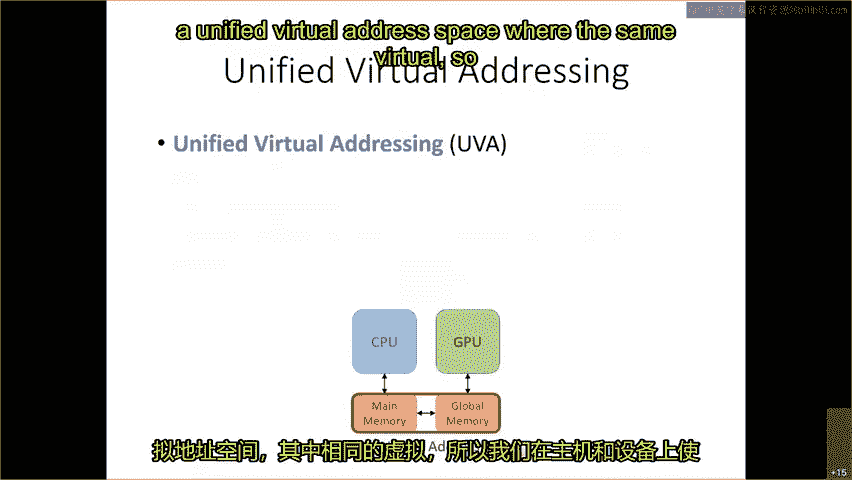 a unified virtual address space where the same
virtual, so
Unified Virtual Addressing
• Unified Virtual Addressing (UVA)
CPU
GPU
Main
Memory
Global
Memory
拟地址空间，其中相同的虚拟，所以我们在主机和设备上使
+15